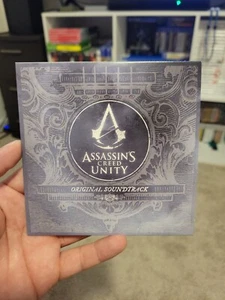 ASSASSIN'S
CREED
UNITY
ORIGINAL SOUNDTRACK